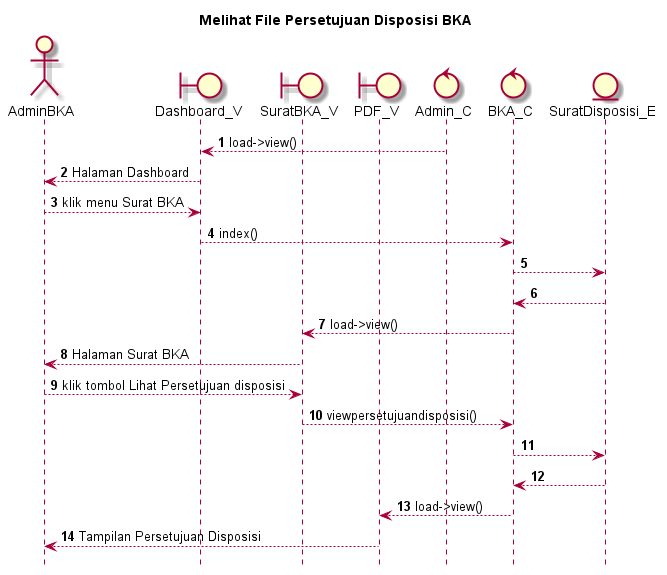 Melihat File Persetujuan Disposisi BKA
AdminBKA
Dashboard_V
SuratBKA_V
PDF_V
Admin_C
BKA_C
SuratDisposisi_E
1 load->view()
2 Halaman Dashboard
3 klik menu Surat BKA
4 index()
5
6
7 load->view()
8 Halaman Surat BKA
9 klik tombol Lihat Persetujuan disposisi
10 viewpersetujuandisposisi()
11
12
13 load->view()
14 Tampilan Persetujuan Disposisi